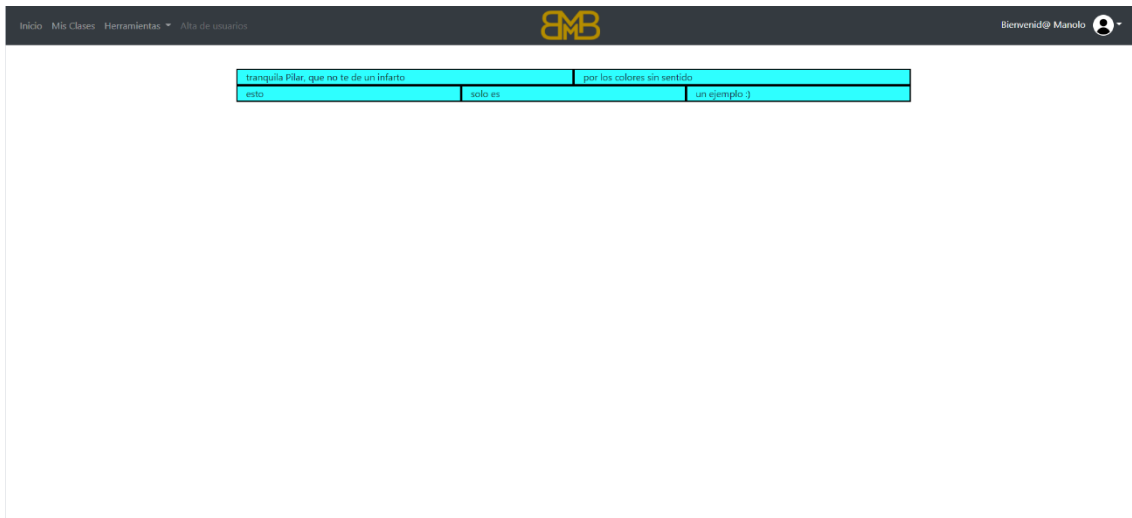 Inicio Mis Clases Herramientas Alta de usuarios BMB Bienvenid@ Manolo
tranquila Pilar, que no te de un infarto por los colores sin sentido
esto solo es un ejemplo :)